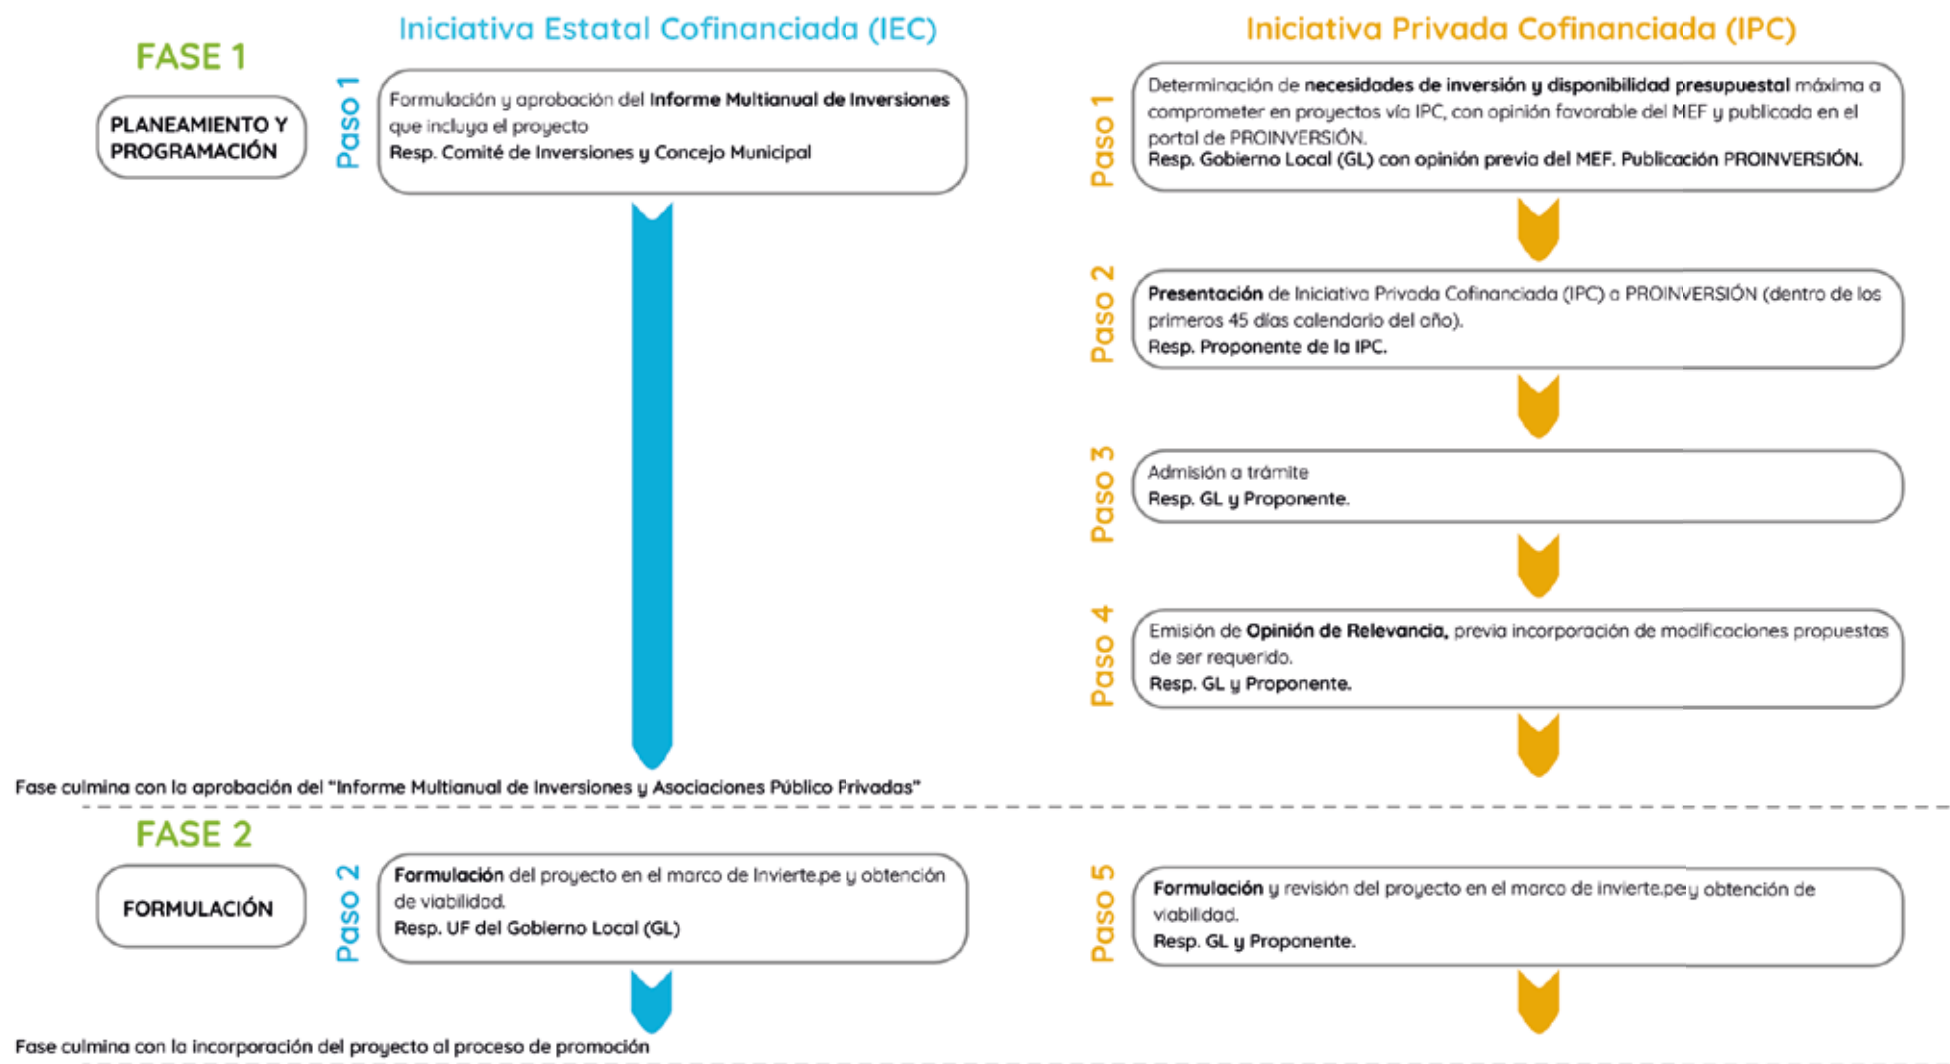 Iniciativa Estatal Cofinanciada (IEC)
Iniciativa Privada Cofinanciada (IPC)
FASE 1
PLANEAMIENTO Y
PROGRAMACIÓN
Paso 1
Formulación y aprobación del Informe Multianual de Inversiones
que incluya el proyecto
Resp. Comité de Inversiones y Concejo Municipal
Paso 1
Determinación de necesidades de inversión y disponibilidad presupuestal máxima a
comprometer en proyectos vía IPC, con opinión favorable del MEF y publicada en el
portal de PROINVERSIÓN.
Resp. Gobierno Local (GL) con opinión previa del MEF. Publicación PROINVERSIÓN.
Paso 2
Presentación de Iniciativa Privada Cofinanciada (IPC) a PROINVERSIÓN (dentro de los
primeros 45 días calendario del año).
Resp. Proponente de la IPC.
Paso 3
Admisión a trámite
Resp. GL y Proponente.
Paso 4
Emisión de Opinión de Relevancia, previa incorporación de modificaciones propuestas
de ser requerido.
Resp. GL y Proponente.
Fase culmina con la aprobación del "Informe Multianual de Inversiones y Asociaciones Público Privadas"
FASE 2
FORMULACIÓN
Paso 2
Formulación del proyecto en el marco de Invierte.pe y obtención
de viabilidad.
Resp. UF del Gobierno Local (GL)
Paso 5
Formulación y revisión del proyecto en el marco de invierte.pe y obtención de
viabilidad.
Resp. GL y Proponente.
Fase culmina con la incorporación del proyecto al proceso de promoción